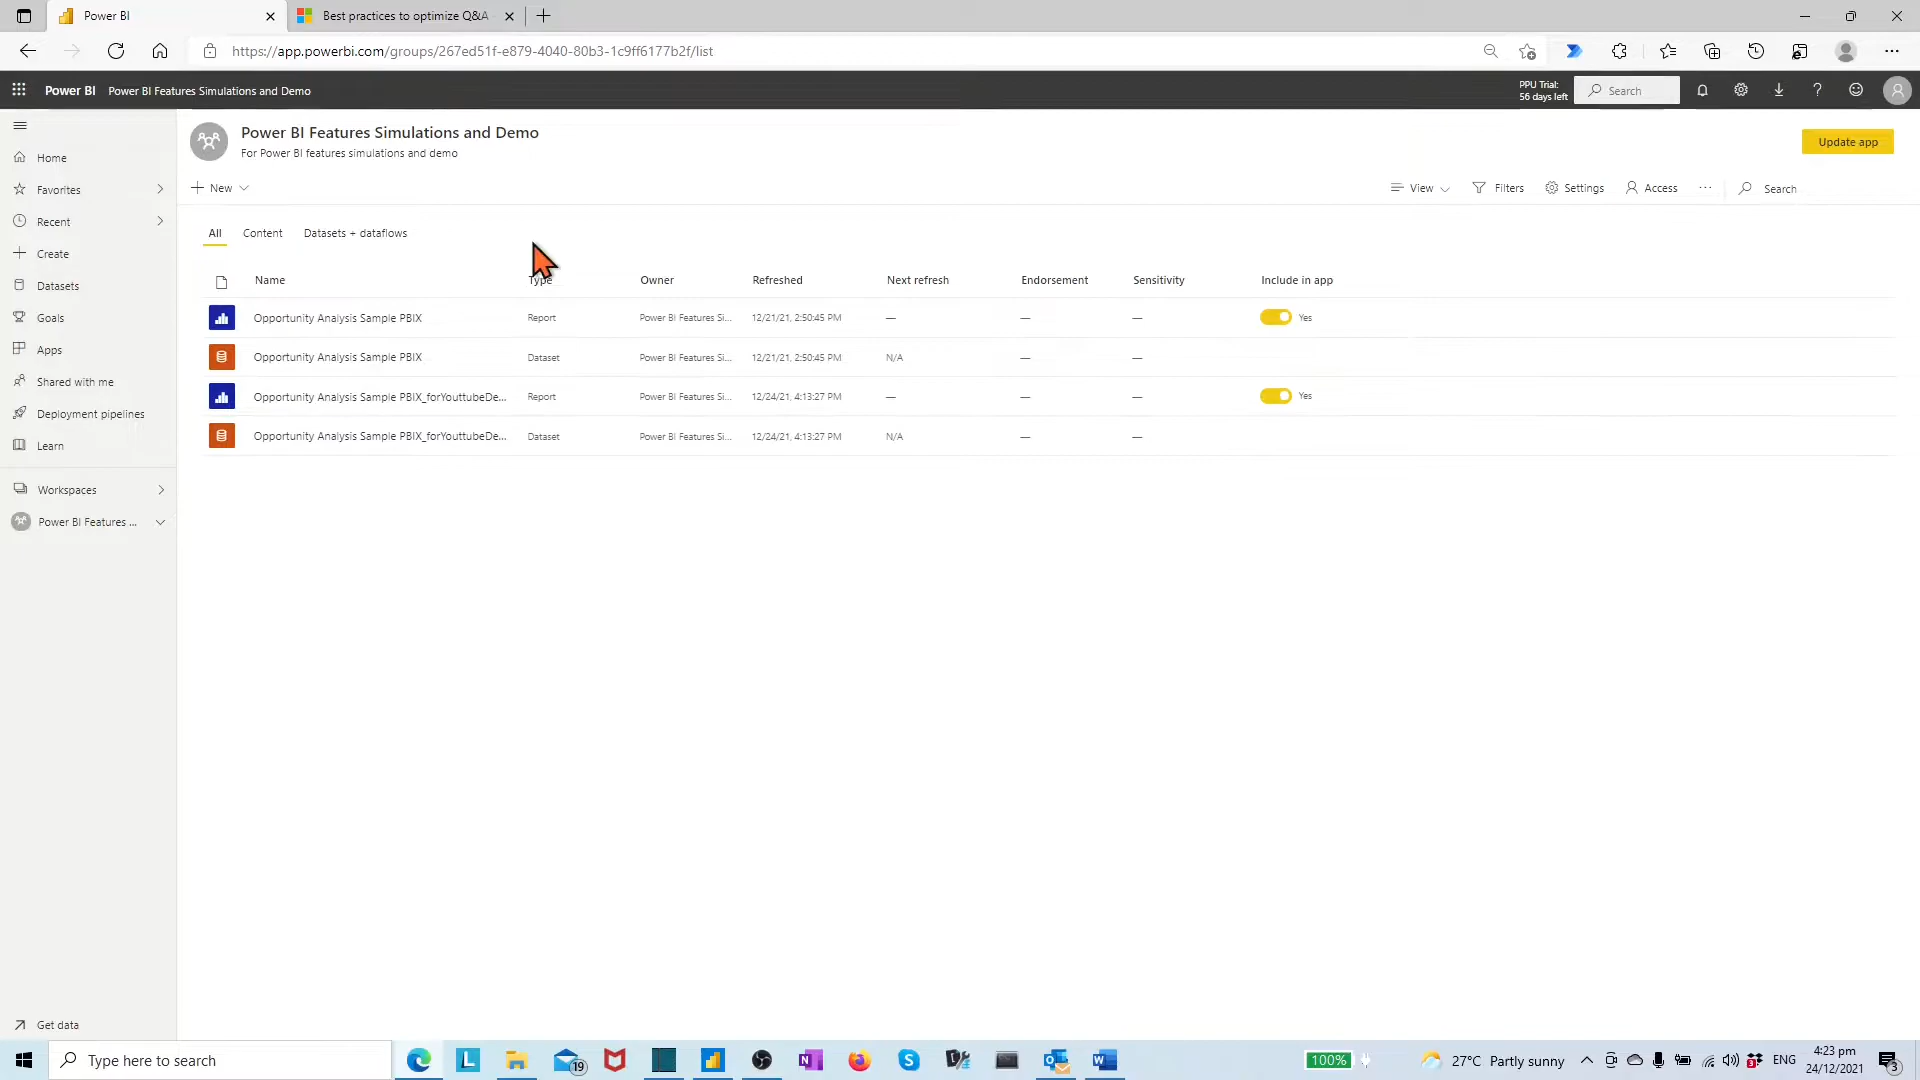 Power BI
Best practices to optimize Q&A
https://app.powerbi.com/groups/267ed51f-e879-4040-80b3-1c9ff6177b2f/list
Power BI Power BI Features Simulations and Demo
PPU Trial:
56 days left
Search
Power BI Features Simulations and Demo
For Power BI features simulations and demo
Update app
New
View
Filters
Settings
Access
Search
Home
Favorites
Recent
Create
Datasets
Goals
Apps
Shared with me
Deployment pipelines
Learn
Workspaces
Power BI Features ...
Get data
All Content Datasets + dataflows
Name Type Owner Refreshed Next refresh Endorsement Sensitivity Include in app
Opportunity Analysis Sample PBIX Report Power BI Features Si... 12/21/21, 2:50:45 PM — — — Yes
Opportunity Analysis Sample PBIX Dataset Power BI Features Si... 12/21/21, 2:50:45 PM N/A — —
Opportunity Analysis Sample PBIX_forYouttubeDe... Report Power BI Features Si... 12/24/21, 4:13:27 PM — — — Yes
Opportunity Analysis Sample PBIX_forYouttubeDe... Dataset Power BI Features Si... 12/24/21, 4:13:27 PM N/A — —
Type here to search
19
100%
27°C Partly sunny
ENG
4:23 pm
24/12/2021
3